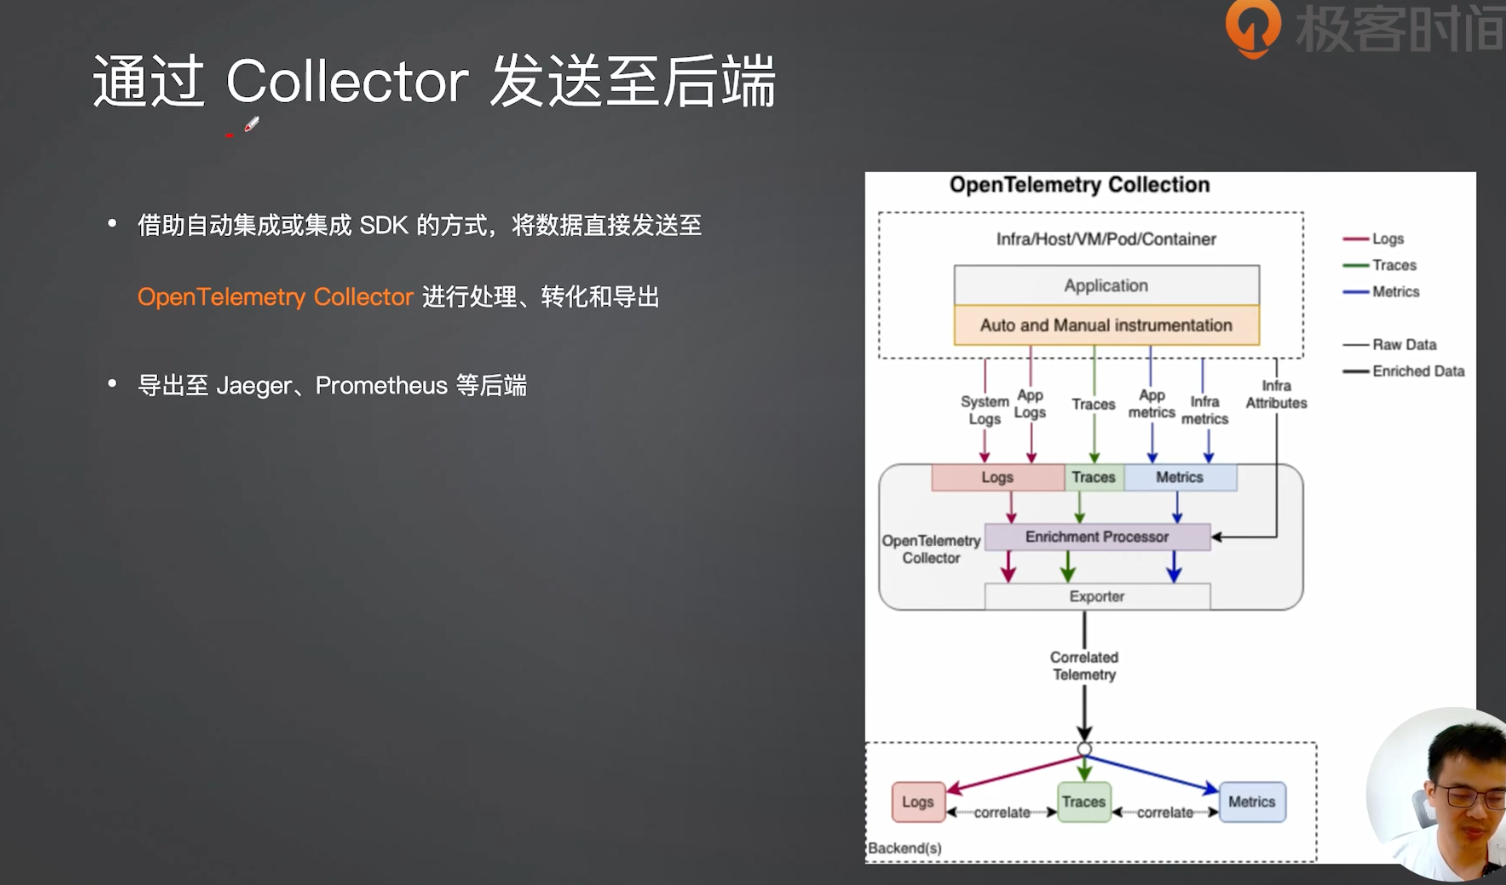 极客时间
通过 Collector 发送至后端
• 借助自动集成或集成 SDK 的方式，将数据直接发送至
OpenTelemetry Collector 进行处理、转化和导出
• 导出至 Jaeger、Prometheus 等后端
OpenTelemetry Collection
Infra/Host/VM/Pod/Container
Application
Auto and Manual instrumentation
Logs
Traces
Metrics
Raw Data
Enriched Data
System
Logs
App
Logs
Traces
App
metrics
Infra
metrics
Infra
Attributes
Logs
Traces
Metrics
OpenTelemetry
Collector
Enrichment Processor
Exporter
Correlated
Telemetry
Logs
correlate
Traces
correlate
Metrics
Backend(s)